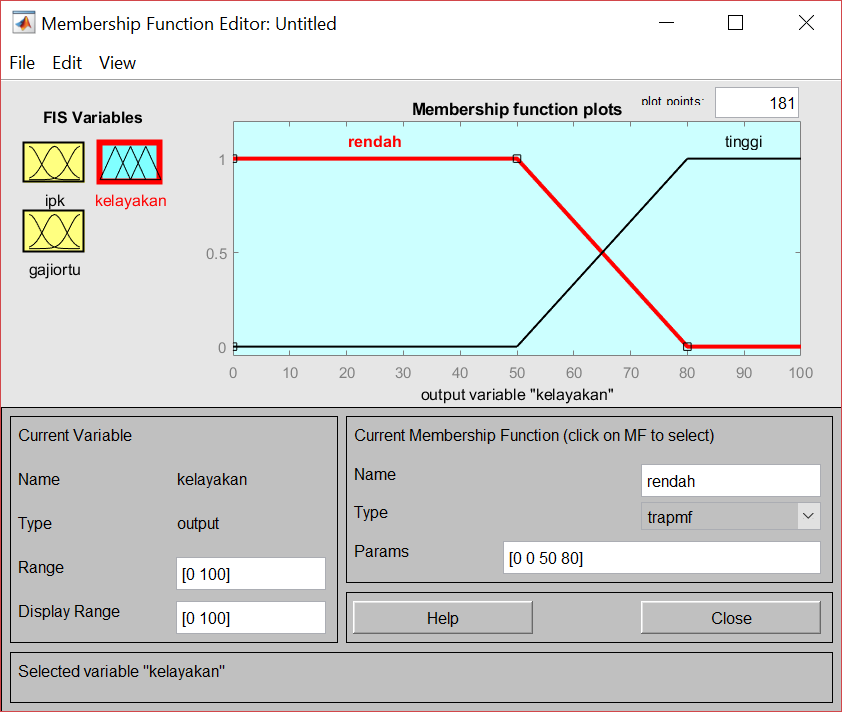 Membership Function Editor: Untitled
File Edit View
FIS Variables
ipk
kelayakan
gajiortu
Membership function plots
plot points:
181
rendah
tinggi
1
0.5
0
0 10 20 30 40 50 60 70 80 90 100
output variable "kelayakan"
Current Variable
Name kelayakan
Type output
Range [0 100]
Display Range [0 100]
Current Membership Function (click on MF to select)
Name rendah
Type trapmf
Params [0 0 50 80]
Help Close
Selected variable "kelayakan"